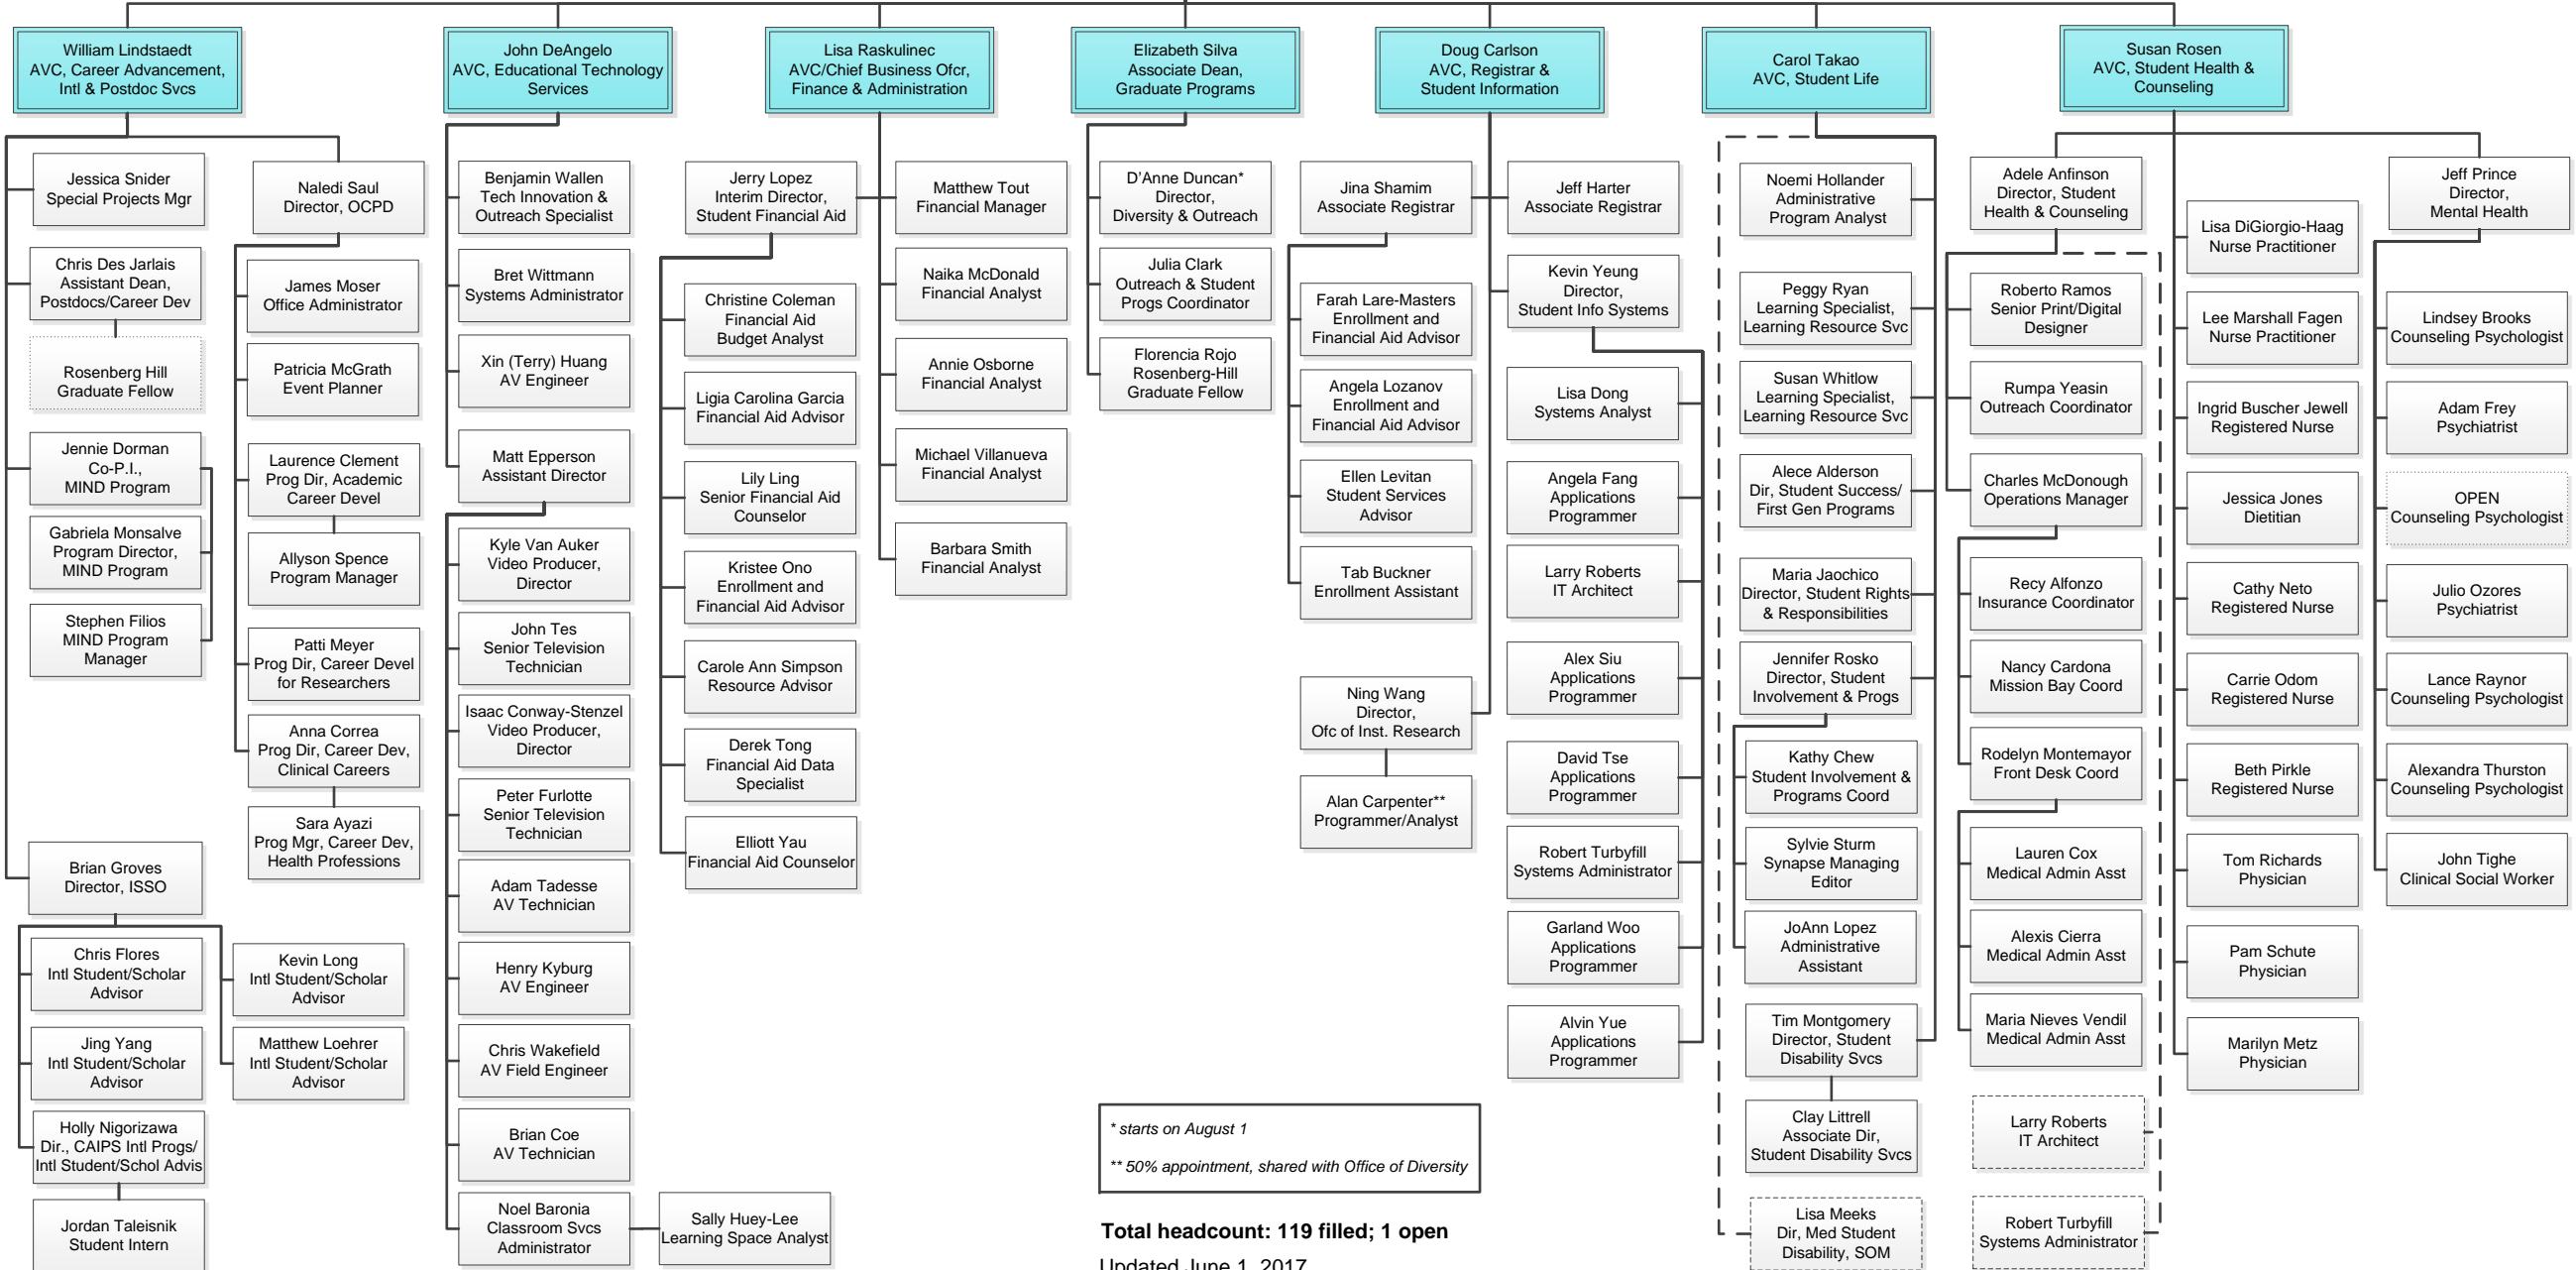 William Lindstaedt
AVC, Career Advancement,
Intl & Postdoc Svcs
John DeAngelo
AVC, Educational Technology
Services
Lisa Raskulinec
AVC/Chief Business Ofcr,
Finance & Administration
Elizabeth Silva
Associate Dean,
Graduate Programs
Doug Carlson
AVC, Registrar &
Student Information
Carol Takao
AVC, Student Life
Susan Rosen
AVC, Student Health &
Counseling
Jessica Snider
Special Projects Mgr
Chris Des Jarlais
Assistant Dean,
Postdocs/Career Dev
Rosenberg Hill
Graduate Fellow
Jennie Dorman
Co-P.I.,
MIND Program
Gabriela Monsalve
Program Director,
MIND Program
Stephen Filios
MIND Program
Manager
Brian Groves
Director, ISSO
Chris Flores
Intl Student/Scholar
Advisor
Jing Yang
Intl Student/Scholar
Advisor
Holly Nigorizawa
Dir., CAIPS Intl Progs/
Intl Student/Schol Advis
Jordan Taleisnik
Student Intern
Kevin Long
Intl Student/Scholar
Advisor
Matthew Loehrer
Intl Student/Scholar
Advisor
Naledi Saul
Director, OCPD
James Moser
Office Administrator
Patricia McGrath
Event Planner
Laurence Clement
Prog Dir, Academic
Career Devel
Allyson Spence
Program Manager
Patti Meyer
Prog Dir, Career Devel
for Researchers
Anna Correa
Prog Dir, Career Dev,
Clinical Careers
Sara Ayazi
Prog Mgr, Career Dev,
Health Professions
Benjamin Wallen
Tech Innovation &
Outreach Specialist
Bret Wittmann
Systems Administrator
Xin (Terry) Huang
AV Engineer
Matt Epperson
Assistant Director
Kyle Van Auker
Video Producer,
Director
John Tes
Senior Television
Technician
Isaac Conway-Stenzel
Video Producer,
Director
Peter Furlotte
Senior Television
Technician
Adam Tadesse
AV Technician
Henry Kyburg
AV Engineer
Chris Wakefield
AV Field Engineer
Brian Coe
AV Technician
Noel Baronia
Classroom Svcs
Administrator
Sally Huey-Lee
Learning Space Analyst
Jerry Lopez
Interim Director,
Student Financial Aid
Christine Coleman
Financial Aid
Budget Analyst
Ligia Carolina Garcia
Financial Aid Advisor
Lily Ling
Senior Financial Aid
Counselor
Kristee Ono
Enrollment and
Financial Aid Advisor
Carole Ann Simpson
Resource Advisor
Derek Tong
Financial Aid Data
Specialist
Elliott Yau
Financial Aid Counselor
Matthew Tout
Financial Manager
Naika McDonald
Financial Analyst
Annie Osborne
Financial Analyst
Michael Villanueva
Financial Analyst
Barbara Smith
Financial Analyst
D'Anne Duncan*
Director,
Diversity & Outreach
Julia Clark
Outreach & Student
Progs Coordinator
Florencia Rojo
Rosenberg-Hill
Graduate Fellow
Jina Shamim
Associate Registrar
Farah Lare-Masters
Enrollment and
Financial Aid Advisor
Angela Lozanov
Enrollment and
Financial Aid Advisor
Ellen Levitan
Student Services
Advisor
Tab Buckner
Enrollment Assistant
Ning Wang
Director,
Ofc of Inst. Research
Alan Carpenter**
Programmer/Analyst
Jeff Harter
Associate Registrar
Kevin Yeung
Director,
Student Info Systems
Lisa Dong
Systems Analyst
Angela Fang
Applications
Programmer
Larry Roberts
IT Architect
Alex Siu
Applications
Programmer
David Tse
Applications
Programmer
Robert Turbyfill
Systems Administrator
Garland Woo
Applications
Programmer
Alvin Yue
Applications
Programmer
Noemi Hollander
Administrative
Program Analyst
Peggy Ryan
Learning Specialist,
Learning Resource Svc
Susan Whitlow
Learning Specialist,
Learning Resource Svc
Alece Alderson
Dir, Student Success/
First Gen Programs
Maria Jaochico
Director, Student Rights
& Responsibilities
Jennifer Rosko
Director, Student
Involvement & Progs
Kathy Chew
Student Involvement &
Programs Coord
Sylvie Sturm
Synapse Managing
Editor
JoAnn Lopez
Administrative
Assistant
Tim Montgomery
Director, Student
Disability Svcs
Clay Littrell
Associate Dir,
Student Disability Svcs
Lisa Meeks
Dir, Med Student
Disability, SOM
Adele Anfinson
Director, Student
Health & Counseling
Roberto Ramos
Senior Print/Digital
Designer
Rumpa Yeasin
Outreach Coordinator
Charles McDonough
Operations Manager
Recy Alfonzo
Insurance Coordinator
Nancy Cardona
Mission Bay Coord
Rodelyn Montemayor
Front Desk Coord
Lauren Cox
Medical Admin Asst
Alexis Cierra
Medical Admin Asst
Maria Nieves Vendil
Medical Admin Asst
Larry Roberts
IT Architect
Robert Turbyfill
Systems Administrator
Lisa DiGiorgio-Haag
Nurse Practitioner
Lee Marshall Fagen
Nurse Practitioner
Ingrid Buscher Jewell
Registered Nurse
Jessica Jones
Dietitian
Cathy Neto
Registered Nurse
Carrie Odom
Registered Nurse
Beth Pirkle
Registered Nurse
Tom Richards
Physician
Pam Schute
Physician
Marilyn Metz
Physician
Jeff Prince
Director,
Mental Health
Lindsey Brooks
Counseling Psychologist
Adam Frey
Psychiatrist
OPEN
Counseling Psychologist
Julio Ozores
Psychiatrist
Lance Raynor
Counseling Psychologist
Alexandra Thurston
Counseling Psychologist
John Tighe
Clinical Social Worker
* starts on August 1
** 50% appointment, shared with Office of Diversity
Total headcount: 119 filled; 1 open
Updated June 1, 2017